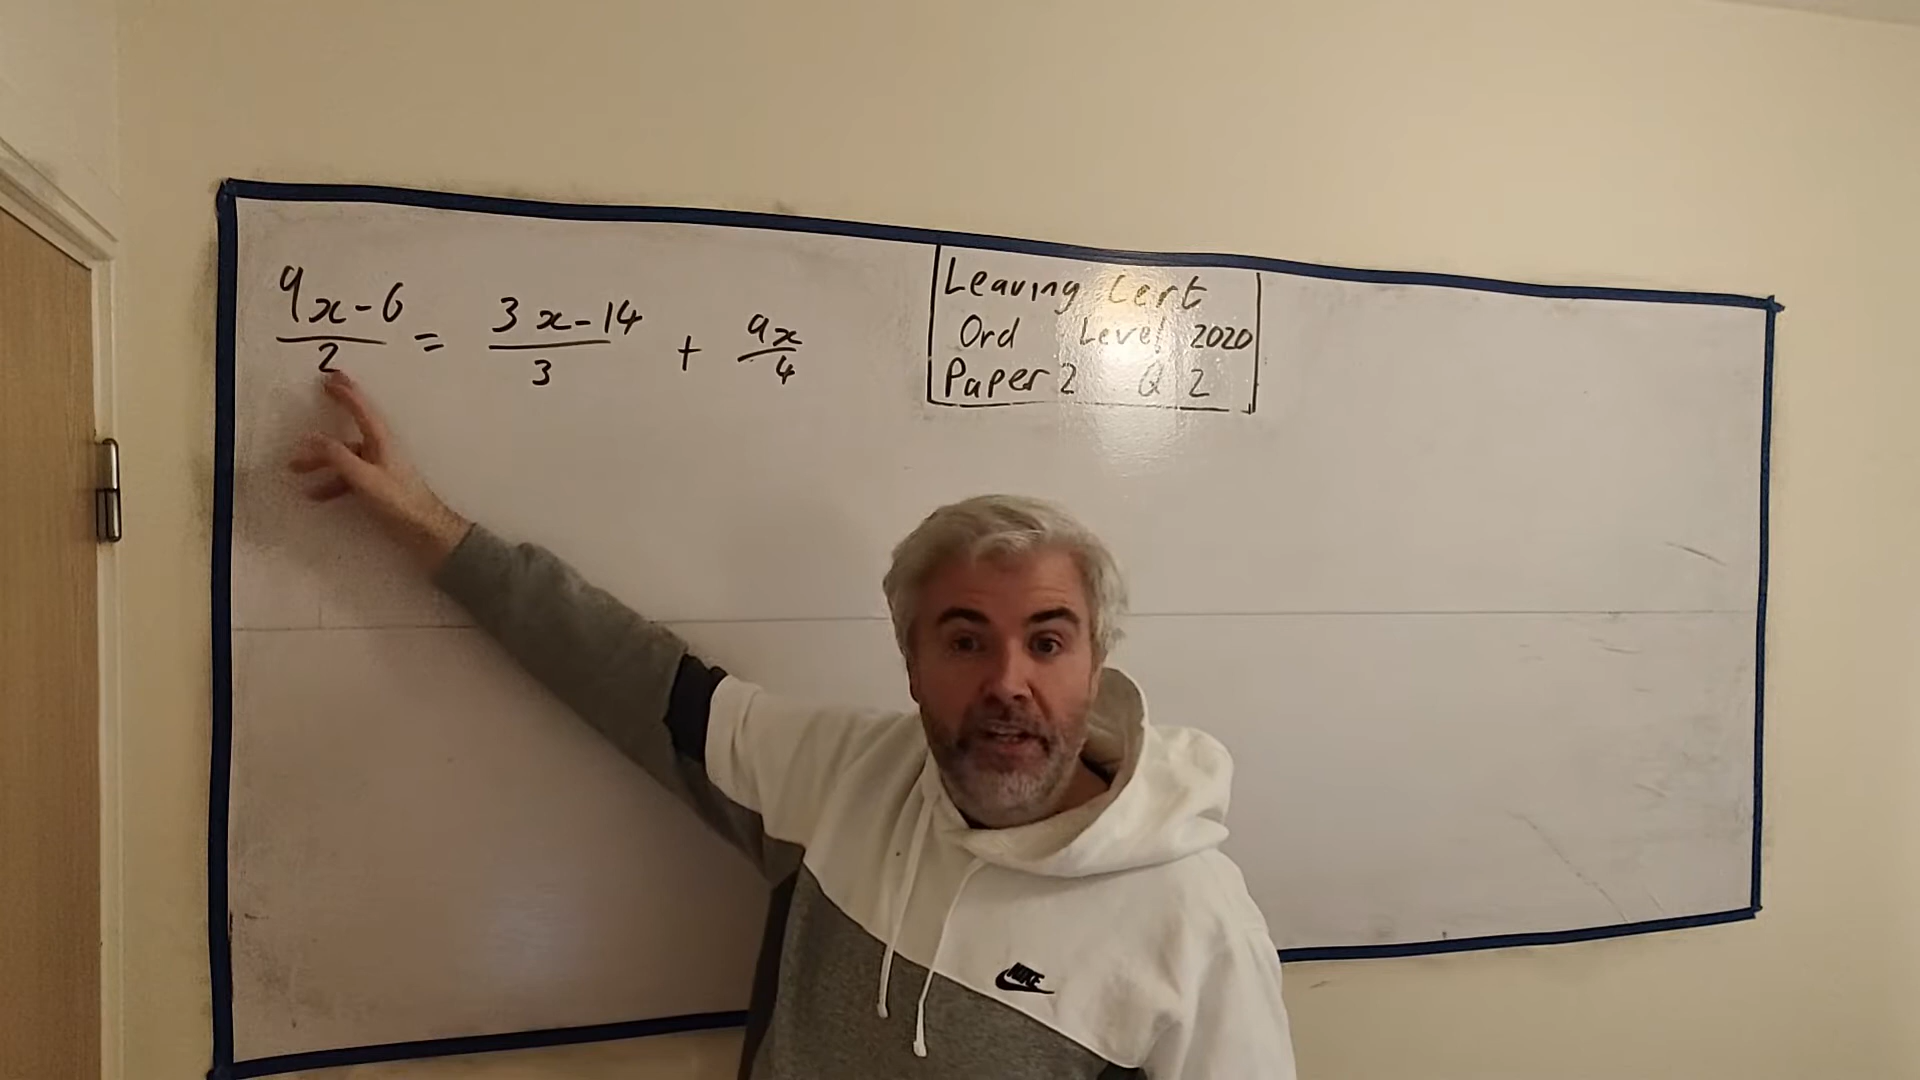 9x-6/2 = 3x-14/3 + 9x/4
Leaving Cert
Ord Level 2020
Paper 2 Q 2
NIKE